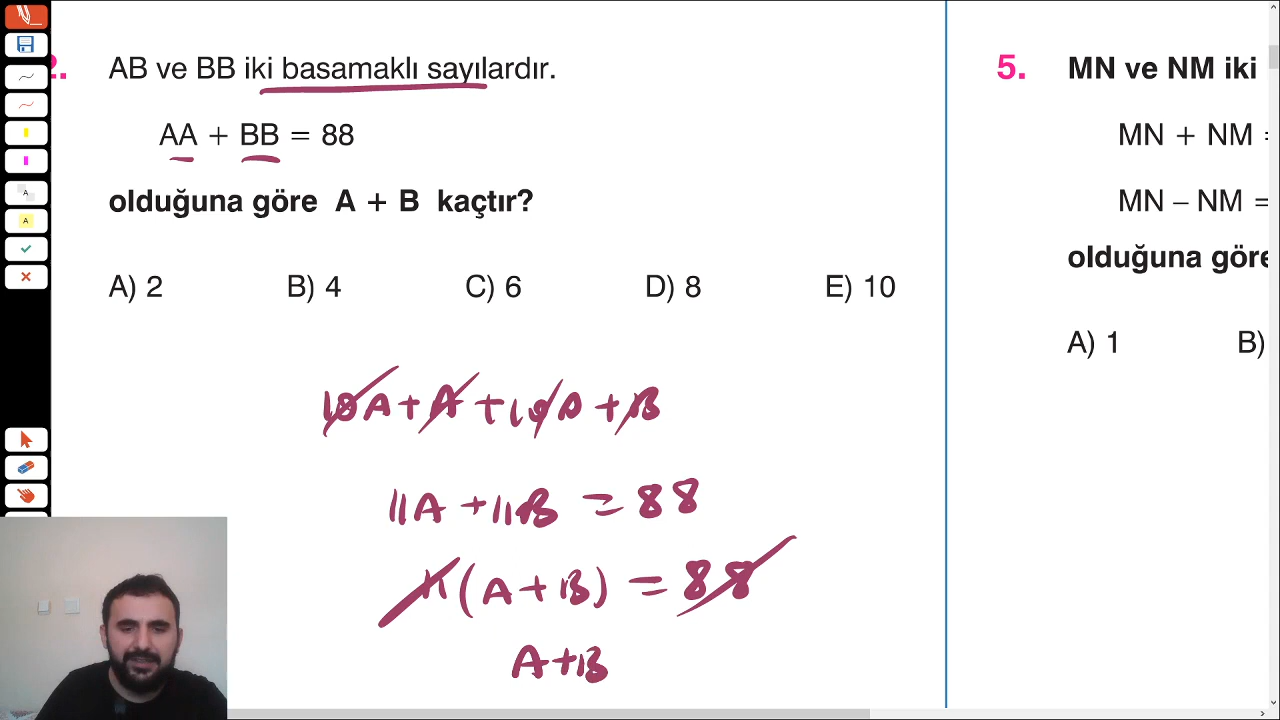 2. AB ve BB iki basamaklı sayılardır.
AA + BB = 88
olduğuna göre A + B kaçtır?
A) 2 B) 4 C) 6 D) 8 E) 10
10A + A + 10B + B
11A + 11B = 88
11(A + B) = 88
A + B
5. MN ve NM iki
MN + NM =
MN – NM =
olduğuna göre
A) 1 B)
A
A